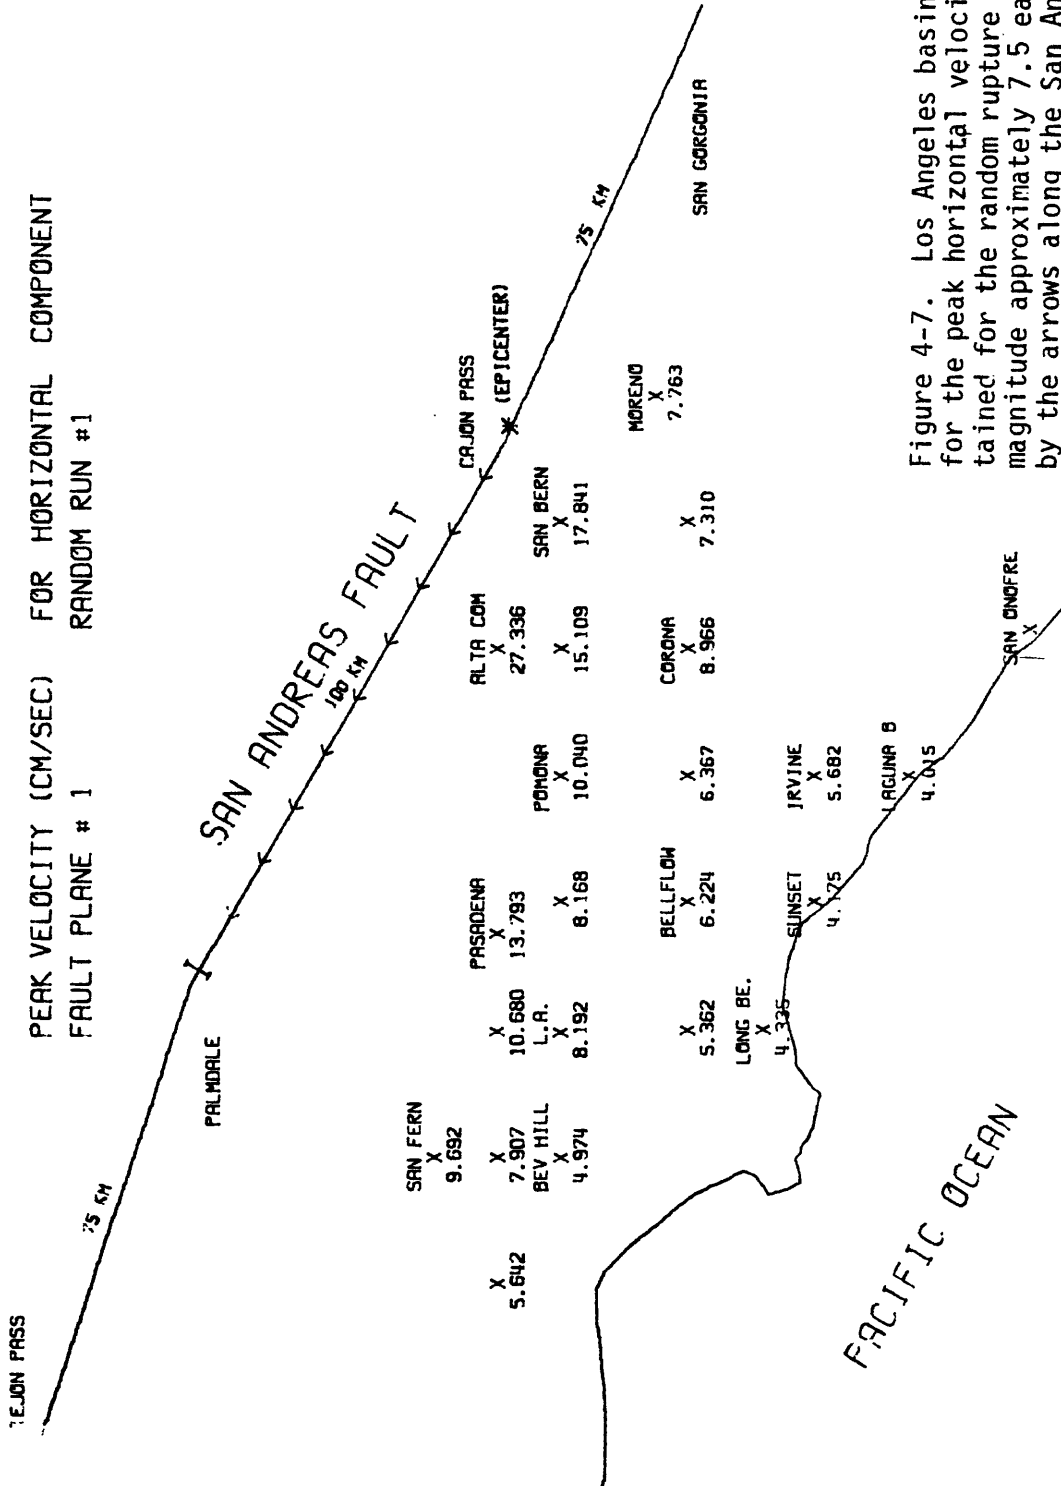 PEAK VELOCITY (CM/SEC) FOR HORIZONTAL COMPONENT
FAULT PLANE # 1 RANDOM RUN #1
75 KM
PALMDALE
SAN ANDREAS FAULT
100 KM
CAJON PASS
(EPICENTER)
75 KM
SAN GORGONIA
SAN FERN
X
9.692
X
5.642
X
7.907
X
10.680
PASADENA
X
13.793
ALTA COM
X
27.336
BEV HILL
X
4.974
L.A.
X
8.192
X
8.168
POMONA
X
10.040
X
15.109
SAN BERN
X
17.841
MORENO
X
7.763
X
5.362
BELLFLOW
X
6.224
X
6.367
CORONA
X
8.966
X
7.310
LONG BE.
X
4.335
SUNSET
X
4.175
IRVINE
X
5.682
LAGUNA B
X
4.015
SAN ONOFRE
X
PACIFIC OCEAN
Figure 4-7. Los Angeles basin
for the peak horizontal
tained for the random rupture
magnitude approximately 7.5
by the arrows along the San